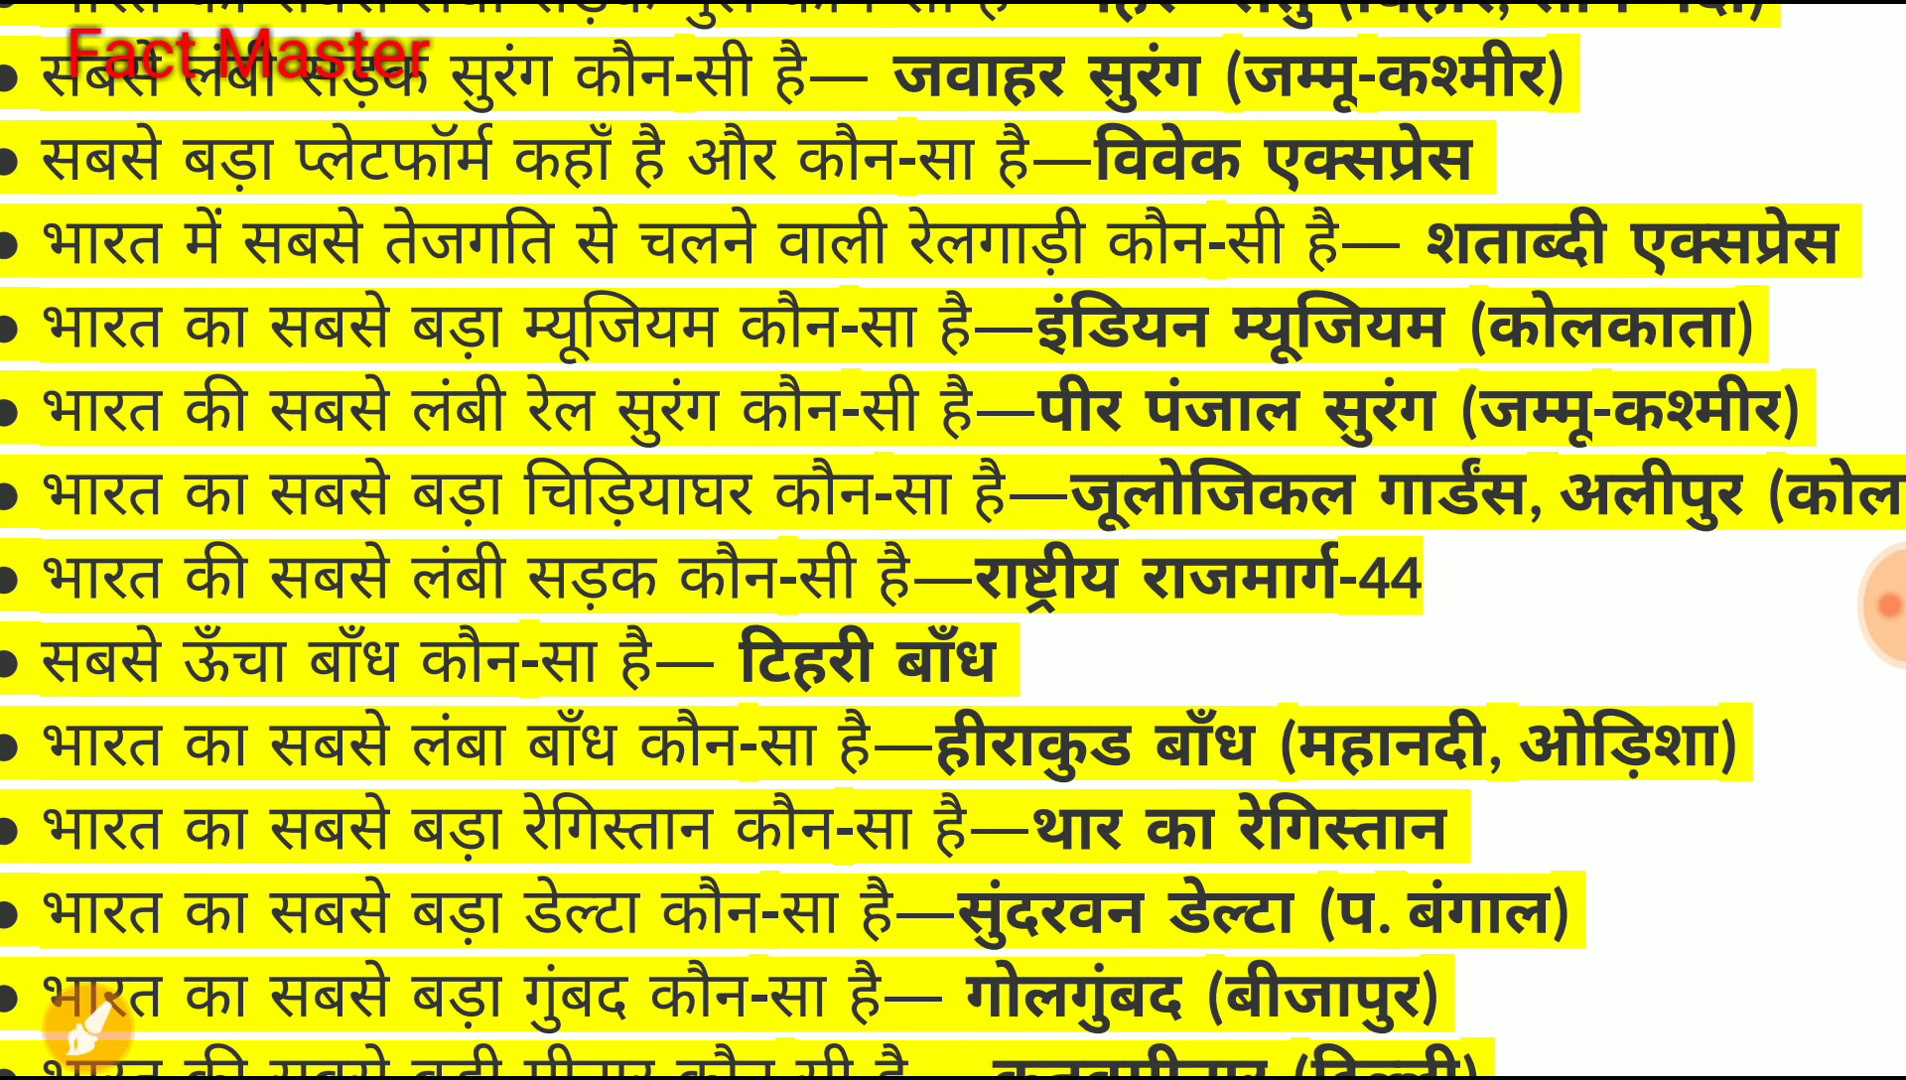 Fact Master
• सबसे लंबी सड़क सुरंग कौन-सी है— जवाहर सुरंग (जम्मू-कश्मीर)
• सबसे बड़ा प्लेटफॉर्म कहाँ है और कौन-सा है—विवेक एक्सप्रेस
• भारत में सबसे तेजगति से चलने वाली रेलगाड़ी कौन-सी है— शताब्दी एक्सप्रेस
• भारत का सबसे बड़ा म्यूजियम कौन-सा है—इंडियन म्यूजियम (कोलकाता)
• भारत की सबसे लंबी रेल सुरंग कौन-सी है—पीर पंजाल सुरंग (जम्मू-कश्मीर)
• भारत का सबसे बड़ा चिड़ियाघर कौन-सा है—जूलोजिकल गार्डंस, अलीपुर (कोल
• भारत की सबसे लंबी सड़क कौन-सी है—राष्ट्रीय राजमार्ग-44
• सबसे ऊँचा बाँध कौन-सा है— टिहरी बाँध
• भारत का सबसे लंबा बाँध कौन-सा है—हीराकुड बाँध (महानदी, ओड़िशा)
• भारत का सबसे बड़ा रेगिस्तान कौन-सा है—थार का रेगिस्तान
• भारत का सबसे बड़ा डेल्टा कौन-सा है—सुंदरवन डेल्टा (प. बंगाल)
• भारत का सबसे बड़ा गुंबद कौन-सा है— गोलगुंबद (बीजापुर)